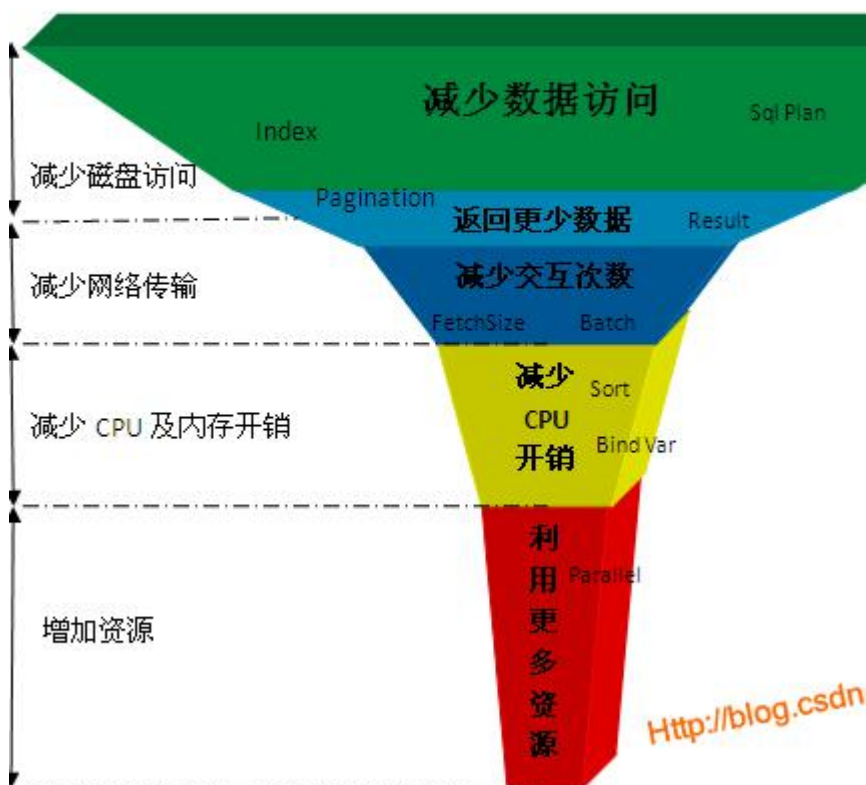 减少数据访问
Sql Plan
Index
减少磁盘访问
Pagination
返回更少数据
Result
减少网络传输
减少交互次数
FetchSize
Batch
减少 CPU 及内存开销
减少
CPU
开销
Sort
Bind Var
增加资源
利用更多资源
Parallel
Http://blog.csdn